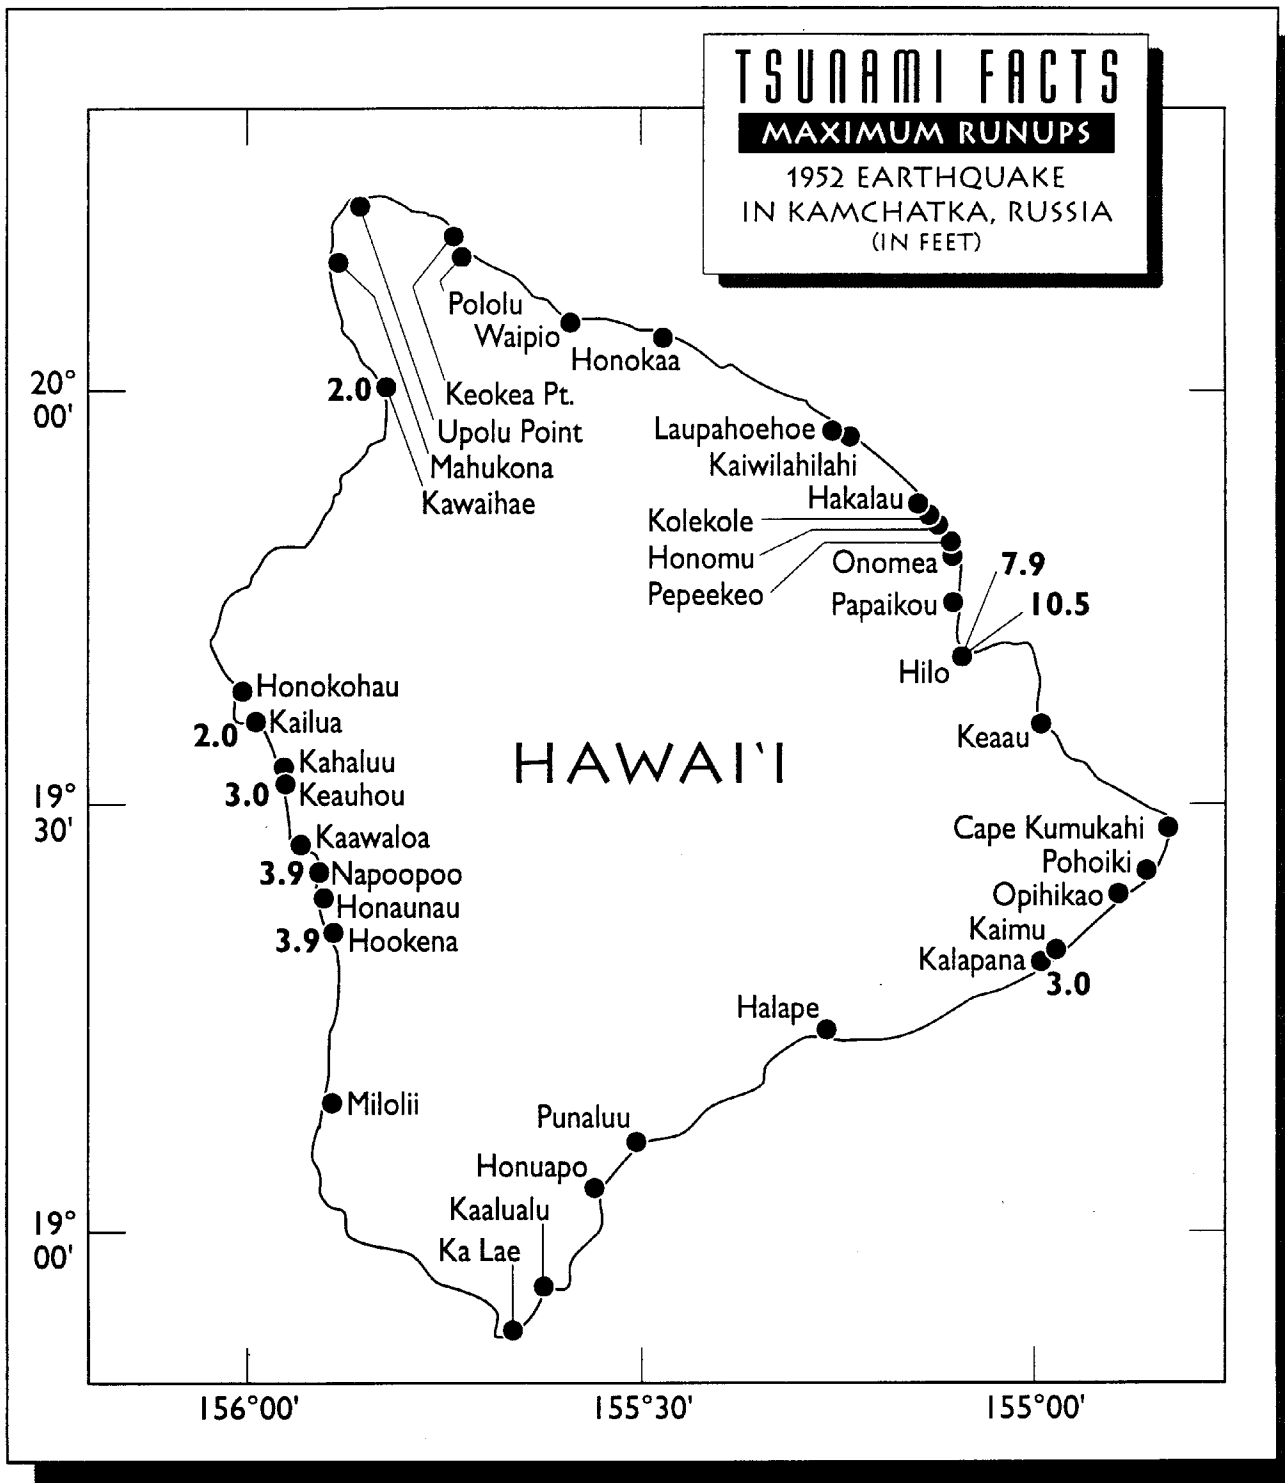 TSUNAMI FACTS
MAXIMUM RUNUPS
1952 EARTHQUAKE
IN KAMCHATKA, RUSSIA
(IN FEET)
Pololu
Waipio
Honokaa
20°
00'
2.0
Keokea Pt.
Upolu Point
Mahukona
Kawaihae
Laupahoehoe
Kaiwilahilahi
Hakalau
Kolekole
Honomu
Pepeekeo
Onomea
7.9
Papaikou
10.5
Hilo
Honokohau
Kailua
2.0
Keaau
HAWAI'I
Kahaluu
3.0
Keauhou
19°
30'
Kaawaloa
Cape Kumukahi
Pohoiki
3.9
Napoopoo
Opihikao
Honaunau
Kaimu
3.9
Hookena
Kalapana
3.0
Halape
Milolii
Punaluu
Honuapo
Kaalualu
Ka Lae
19°
00'
156°00'
155°30'
155°00'